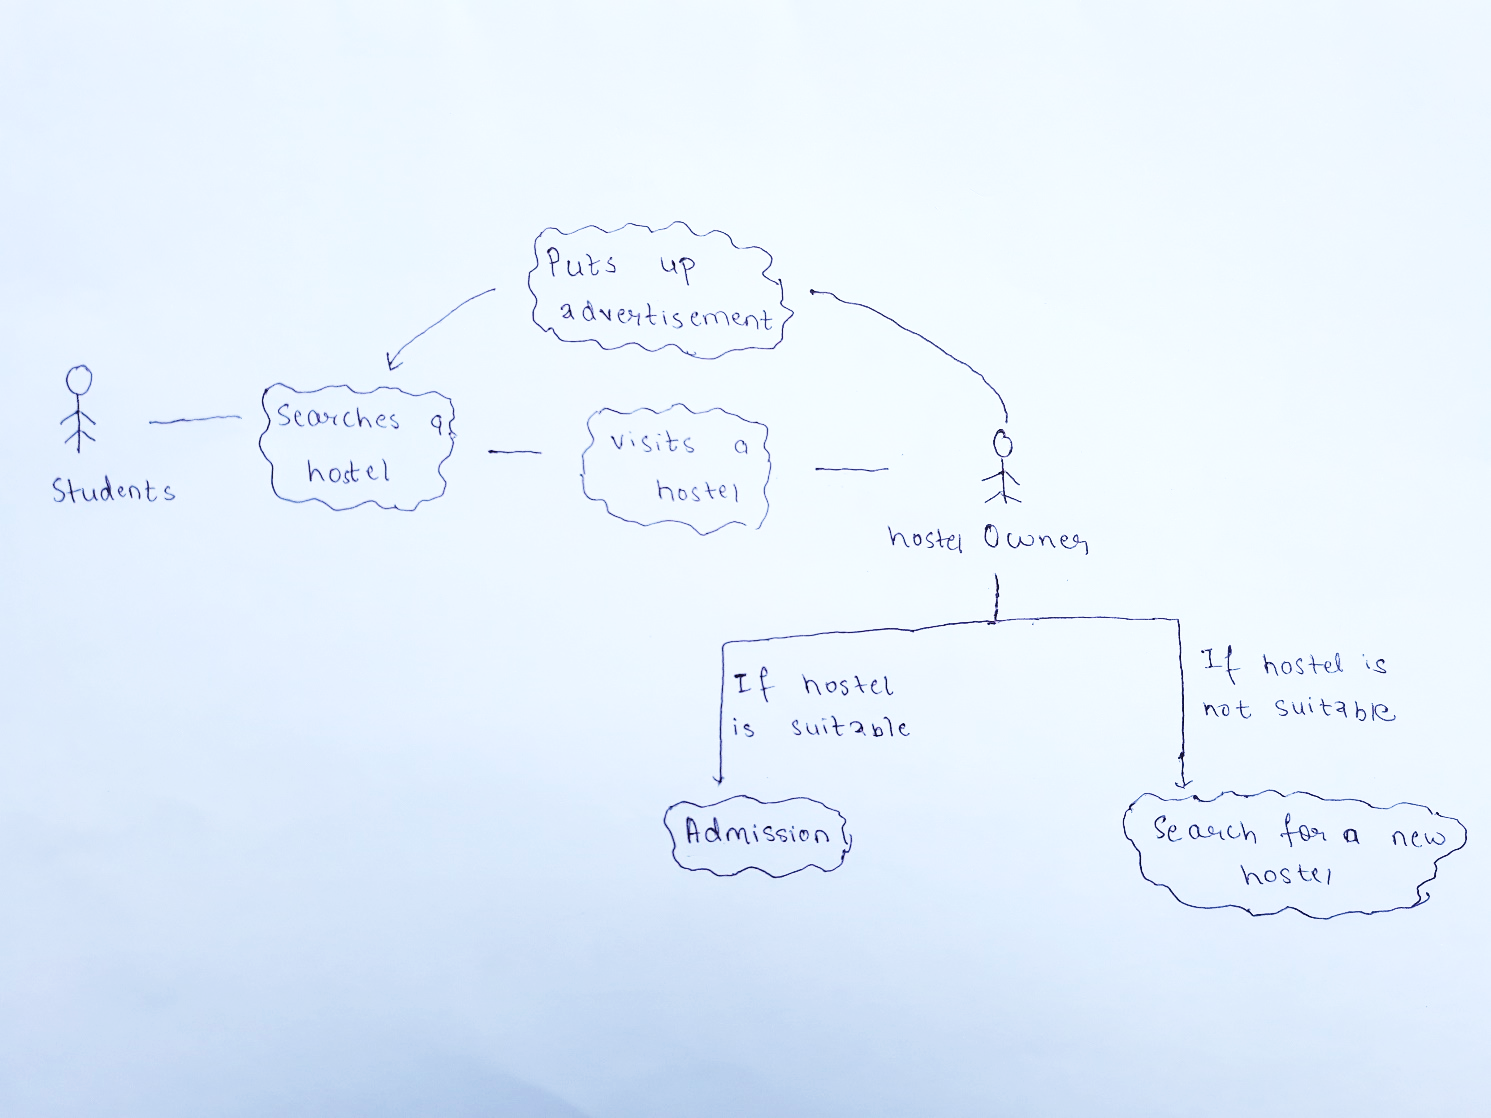 Puts up
advertisement
Searches a
hostel
visits a
hostel
Students
hostel Owner
If hostel
is suitable
If hostel is
not suitable
Admission
Search for a new
hostel